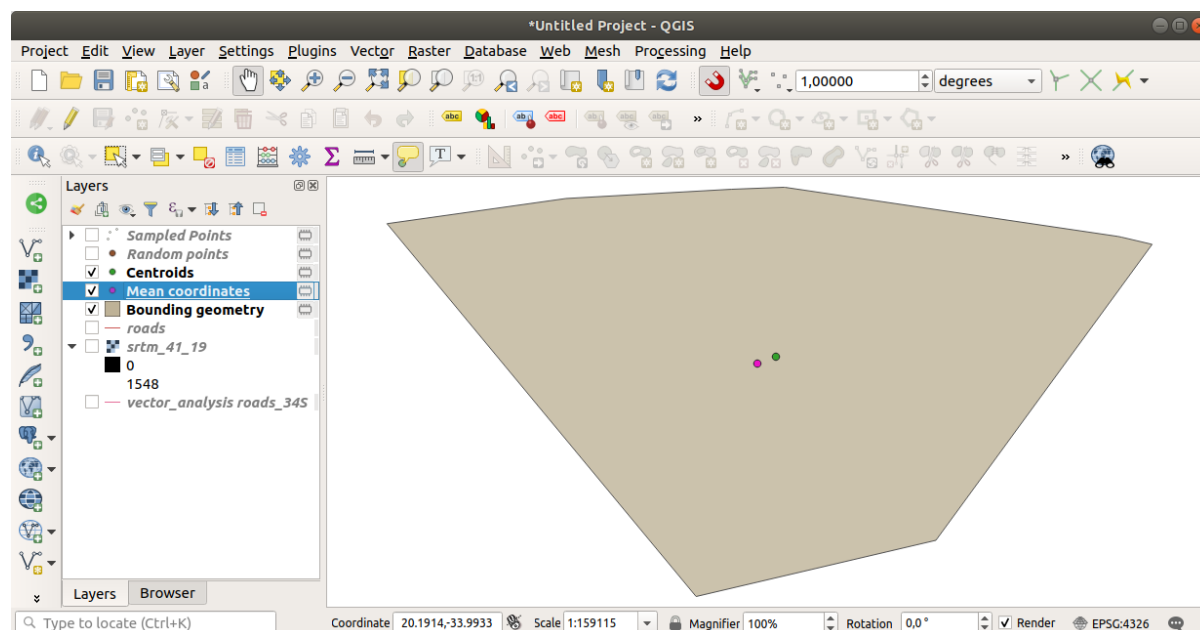 *Untitled Project - QGIS
Project Edit View Layer Settings Plugins Vector Raster Database Web Mesh Processing Help
1,00000 degrees
abc abc abc
Layers
Sampled Points
Random points
Centroids
Mean coordinates
Bounding geometry
roads
srtm_41_19
0
1548
vector_analysis roads_34S
Layers Browser
Type to locate (Ctrl+K) Coordinate 20.1914,-33.9933 Scale 1:159115 Magnifier 100% Rotation 0,0° Render EPSG:4326